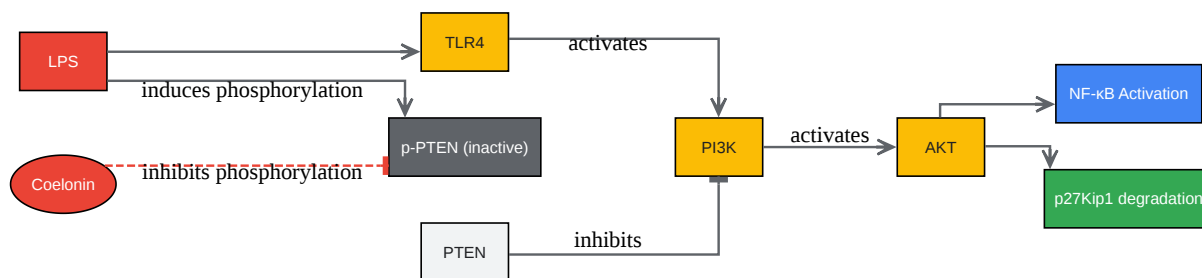 LPS
TLR4
activates
induces phosphorylation
NF-κB Activation
p-PTEN (inactive)
PI3K
activates
AKT
Coelonin
inhibits phosphorylation
p27Kip1 degradation
PTEN
inhibits